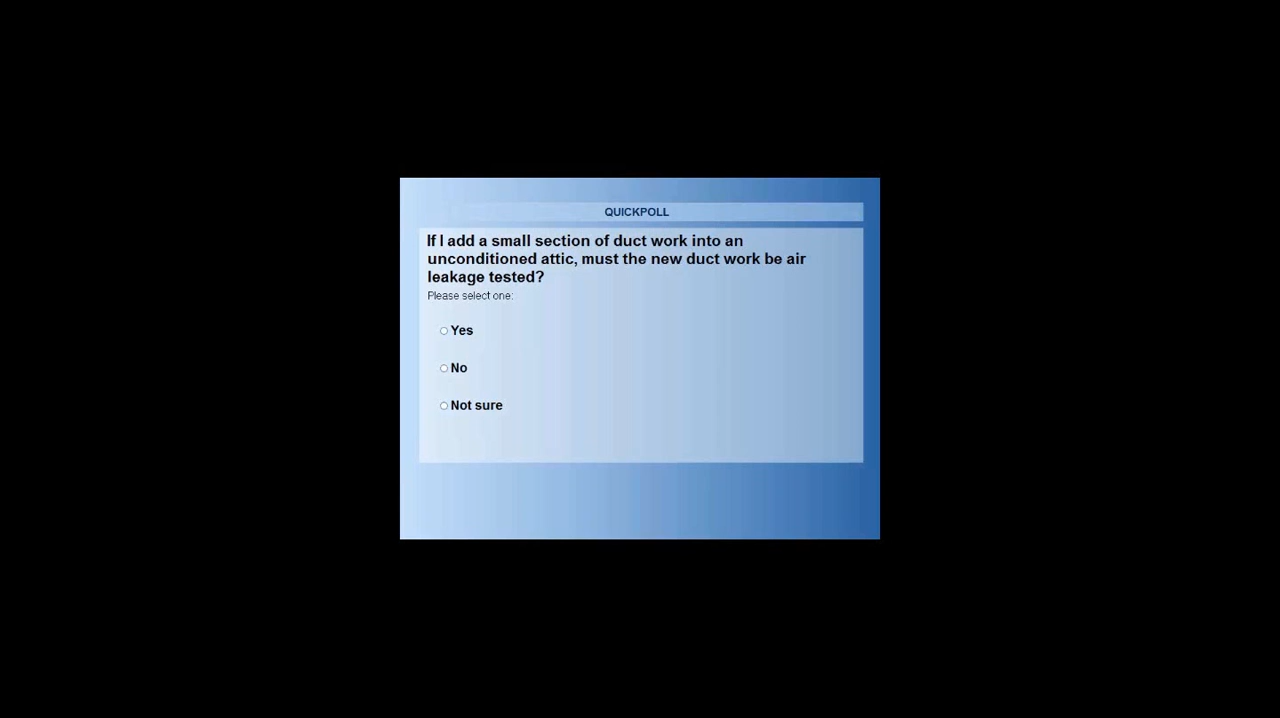 QUICKPOLL
If I add a small section of duct work into an
unconditioned attic, must the new duct work be air
leakage tested?
Please select one:
Yes
No
Not sure